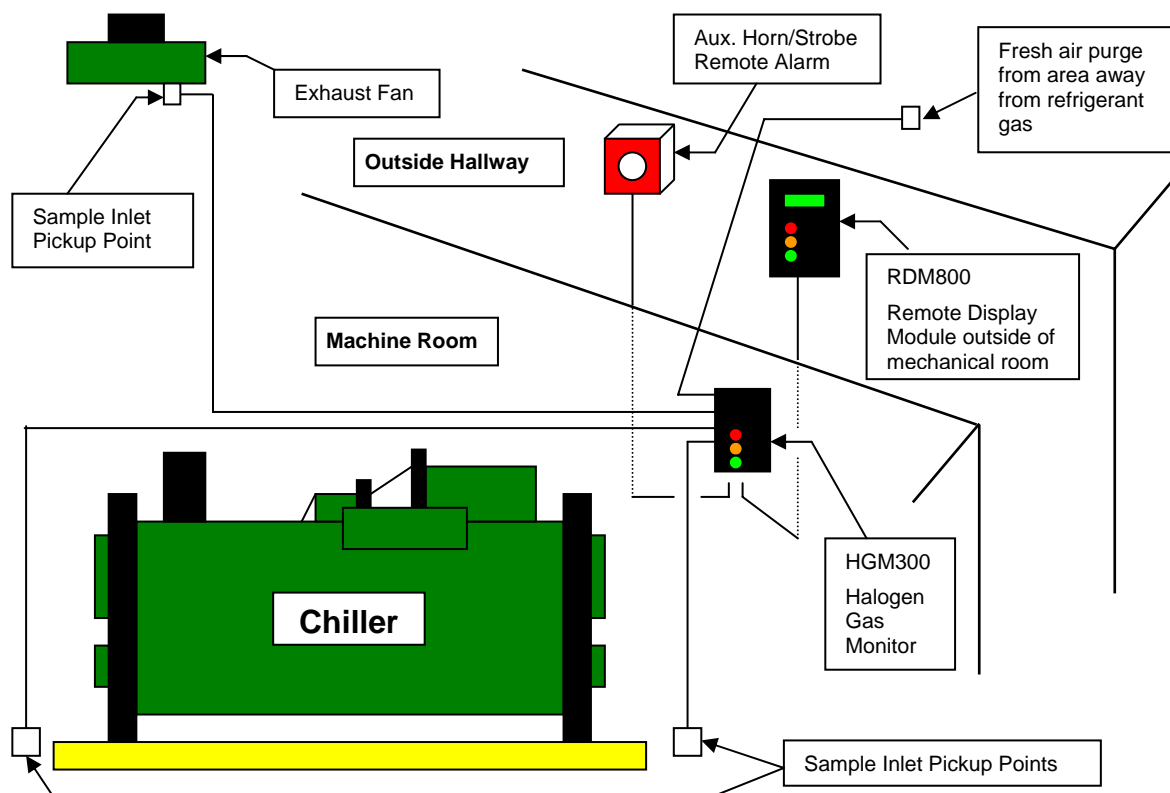 Aux. Horn/Strobe
Remote Alarm
Fresh air purge
from area away
from refrigerant
gas
Exhaust Fan
Outside Hallway
Sample Inlet
Pickup Point
RDM800
Remote Display
Module outside of
mechanical room
Machine Room
HGM300
Halogen
Gas
Monitor
Chiller
Sample Inlet Pickup Points